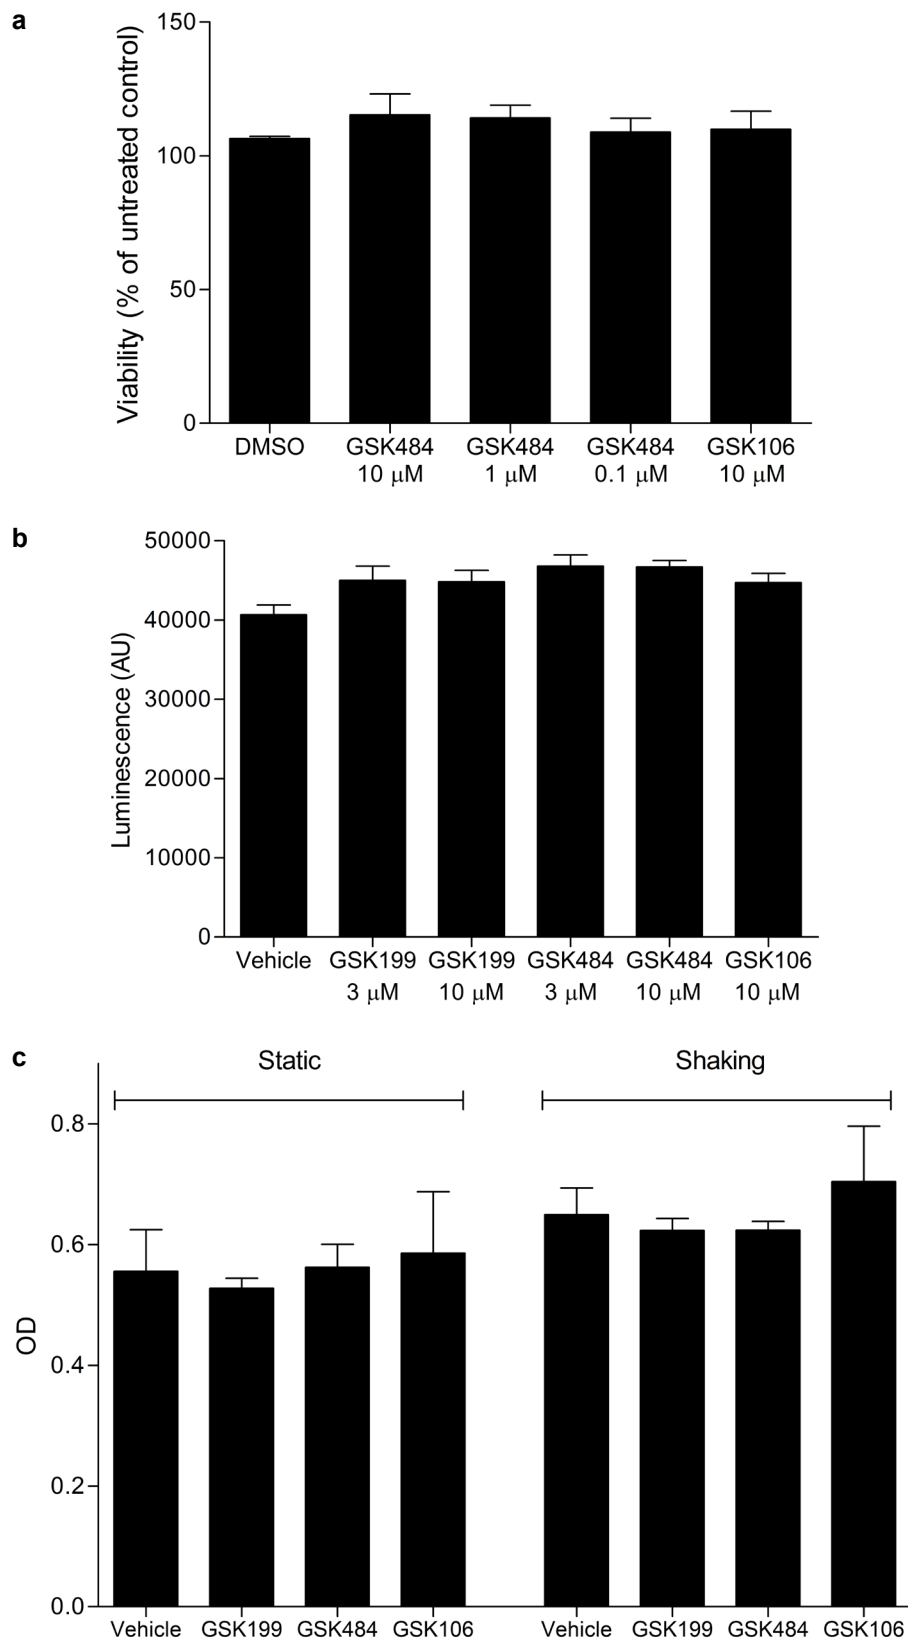 a
Viability (% of untreated control)
150
100
50
0
DMSO GSK484 GSK484 GSK484 GSK106
10 μM 1 μM 0.1 μM 10 μM
b
Luminescence (AU)
50000
40000
30000
20000
10000
0
Vehicle GSK199 GSK199 GSK484 GSK484 GSK106
3 μM 10 μM 3 μM 10 μM 10 μM
c
Static Shaking
OD
0.8
0.6
0.4
0.2
0.0
Vehicle GSK199 GSK484 GSK106 Vehicle GSK199 GSK484 GSK106